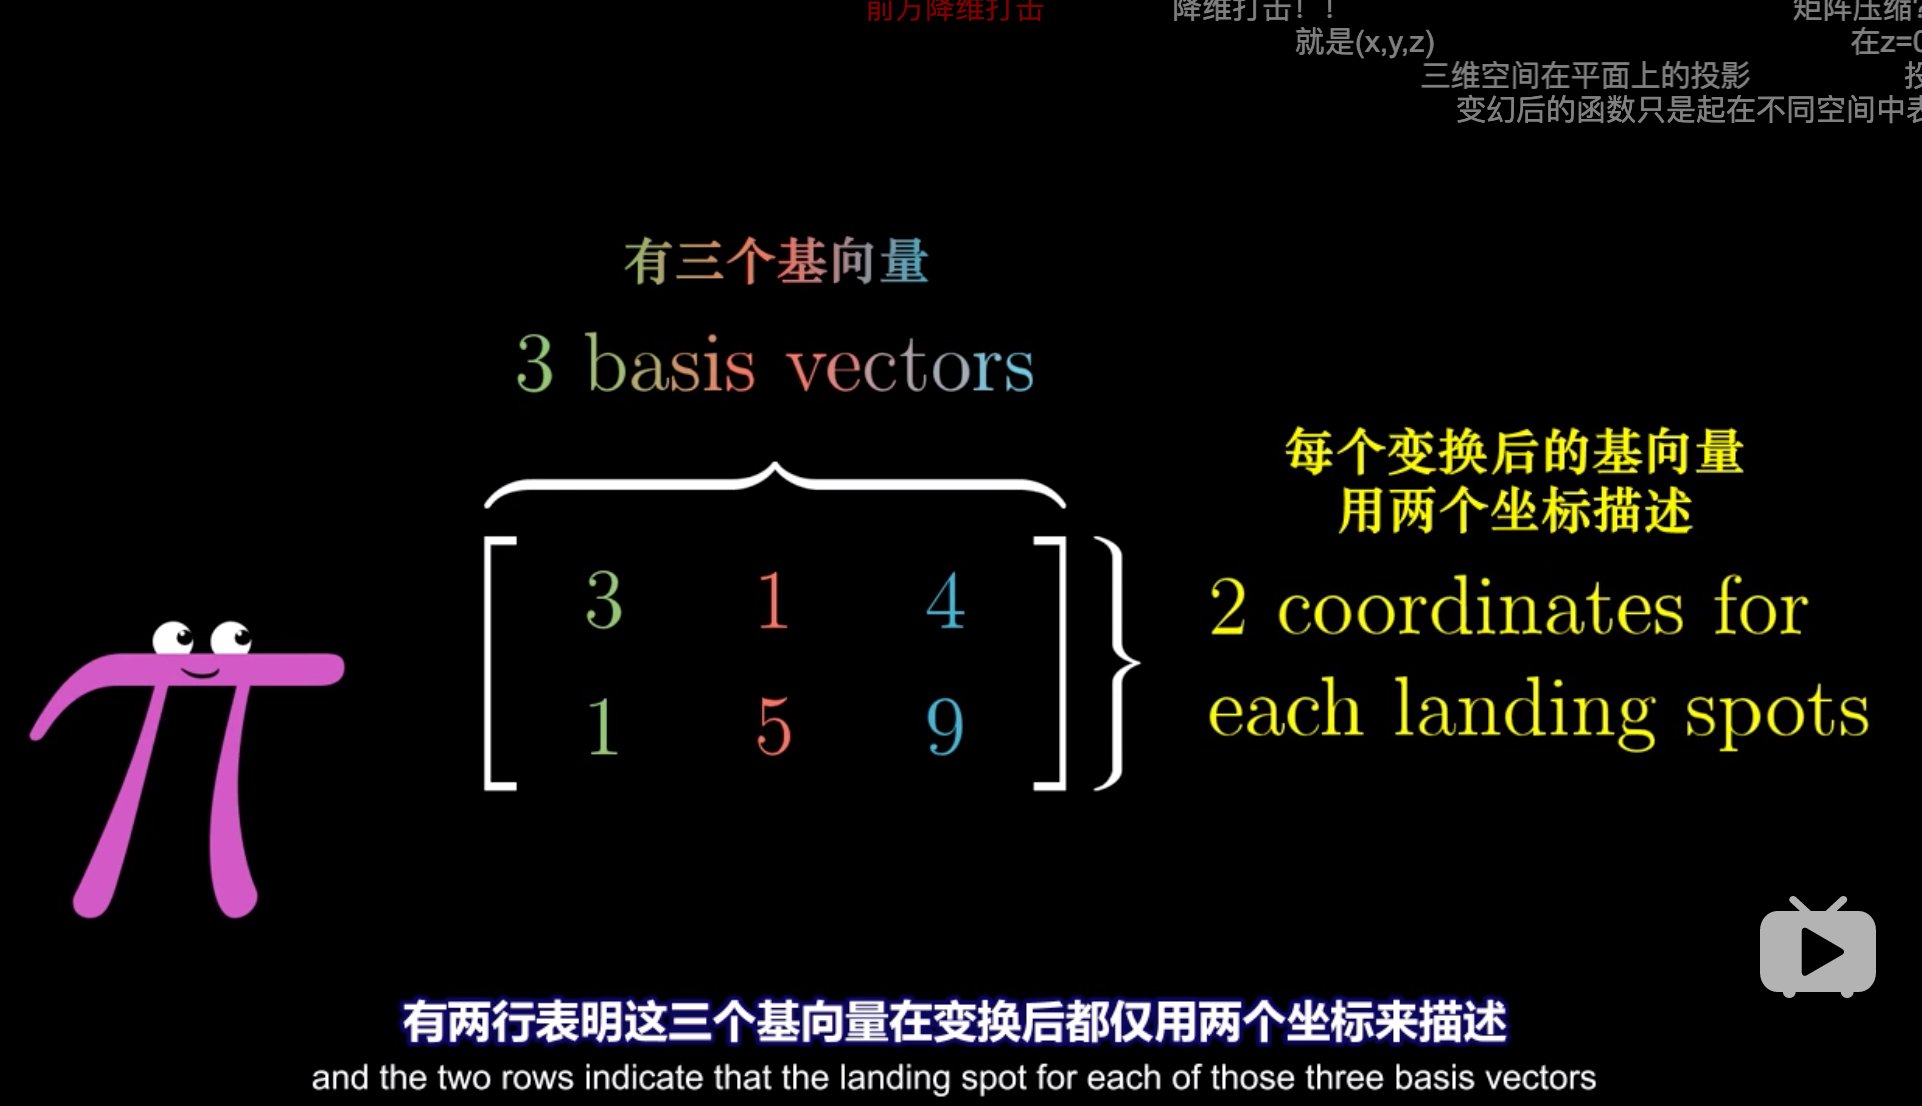 前方降维打击
降维打击！！
矩阵压缩?
就是(x,y,z)
在z=0
三维空间在平面上的投影
投
变幻后的函数只是起在不同空间中表
有三个基向量
3 basis vectors
每个变换后的基向量
用两个坐标描述
3 1 4
1 5 9
2 coordinates for
each landing spots
有两行表明这三个基向量在变换后都仅用两个坐标来描述
and the two rows indicate that the landing spot for each of those three basis vectors